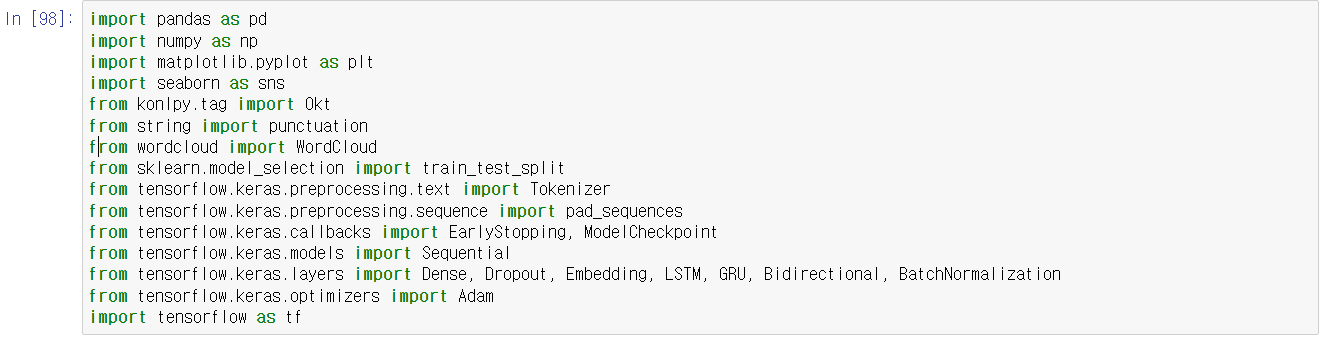 In [98]:
import pandas as pd
import numpy as np
import matplotlib.pyplot as plt
import seaborn as sns
from konlpy.tag import Okt
from string import punctuation
from wordcloud import WordCloud
from sklearn.model_selection import train_test_split
from tensorflow.keras.preprocessing.text import Tokenizer
from tensorflow.keras.preprocessing.sequence import pad_sequences
from tensorflow.keras.callbacks import EarlyStopping, ModelCheckpoint
from tensorflow.keras.models import Sequential
from tensorflow.keras.layers import Dense, Dropout, Embedding, LSTM, GRU, Bidirectional, BatchNormalization
from tensorflow.keras.optimizers import Adam
import tensorflow as tf